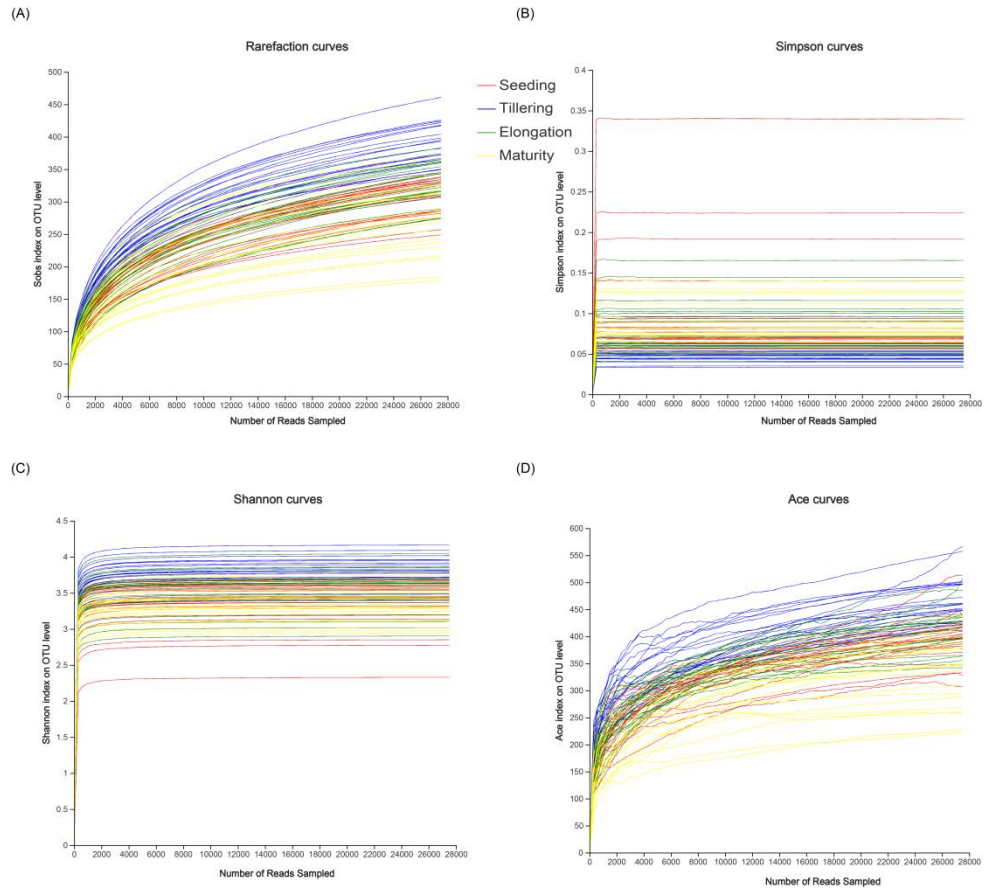 (A)
Rarefaction curves
Sobs index on OTU level
500
450
400
350
300
250
200
150
100
50
0
0 2000 4000 6000 8000 10000 12000 14000 16000 18000 20000 22000 24000 26000 28000
Number of Reads Sampled
Seeding
Tillering
Elongation
Maturity
(B)
Simpson curves
Simpson index on OTU level
0.4
0.35
0.3
0.25
0.2
0.15
0.1
0.05
0
0 2000 4000 6000 8000 10000 12000 14000 16000 18000 20000 22000 24000 26000 28000
Number of Reads Sampled
(C)
Shannon curves
Shannon index on OTU level
4.5
4
3.5
3
2.5
2
1.5
1
0.5
0
0 2000 4000 6000 8000 10000 12000 14000 16000 18000 20000 22000 24000 26000 28000
Number of Reads Sampled
(D)
Ace curves
Ace index on OTU level
600
550
500
450
400
350
300
250
200
150
100
50
0
0 2000 4000 6000 8000 10000 12000 14000 16000 18000 20000 22000 24000 26000 28000
Number of Reads Sampled